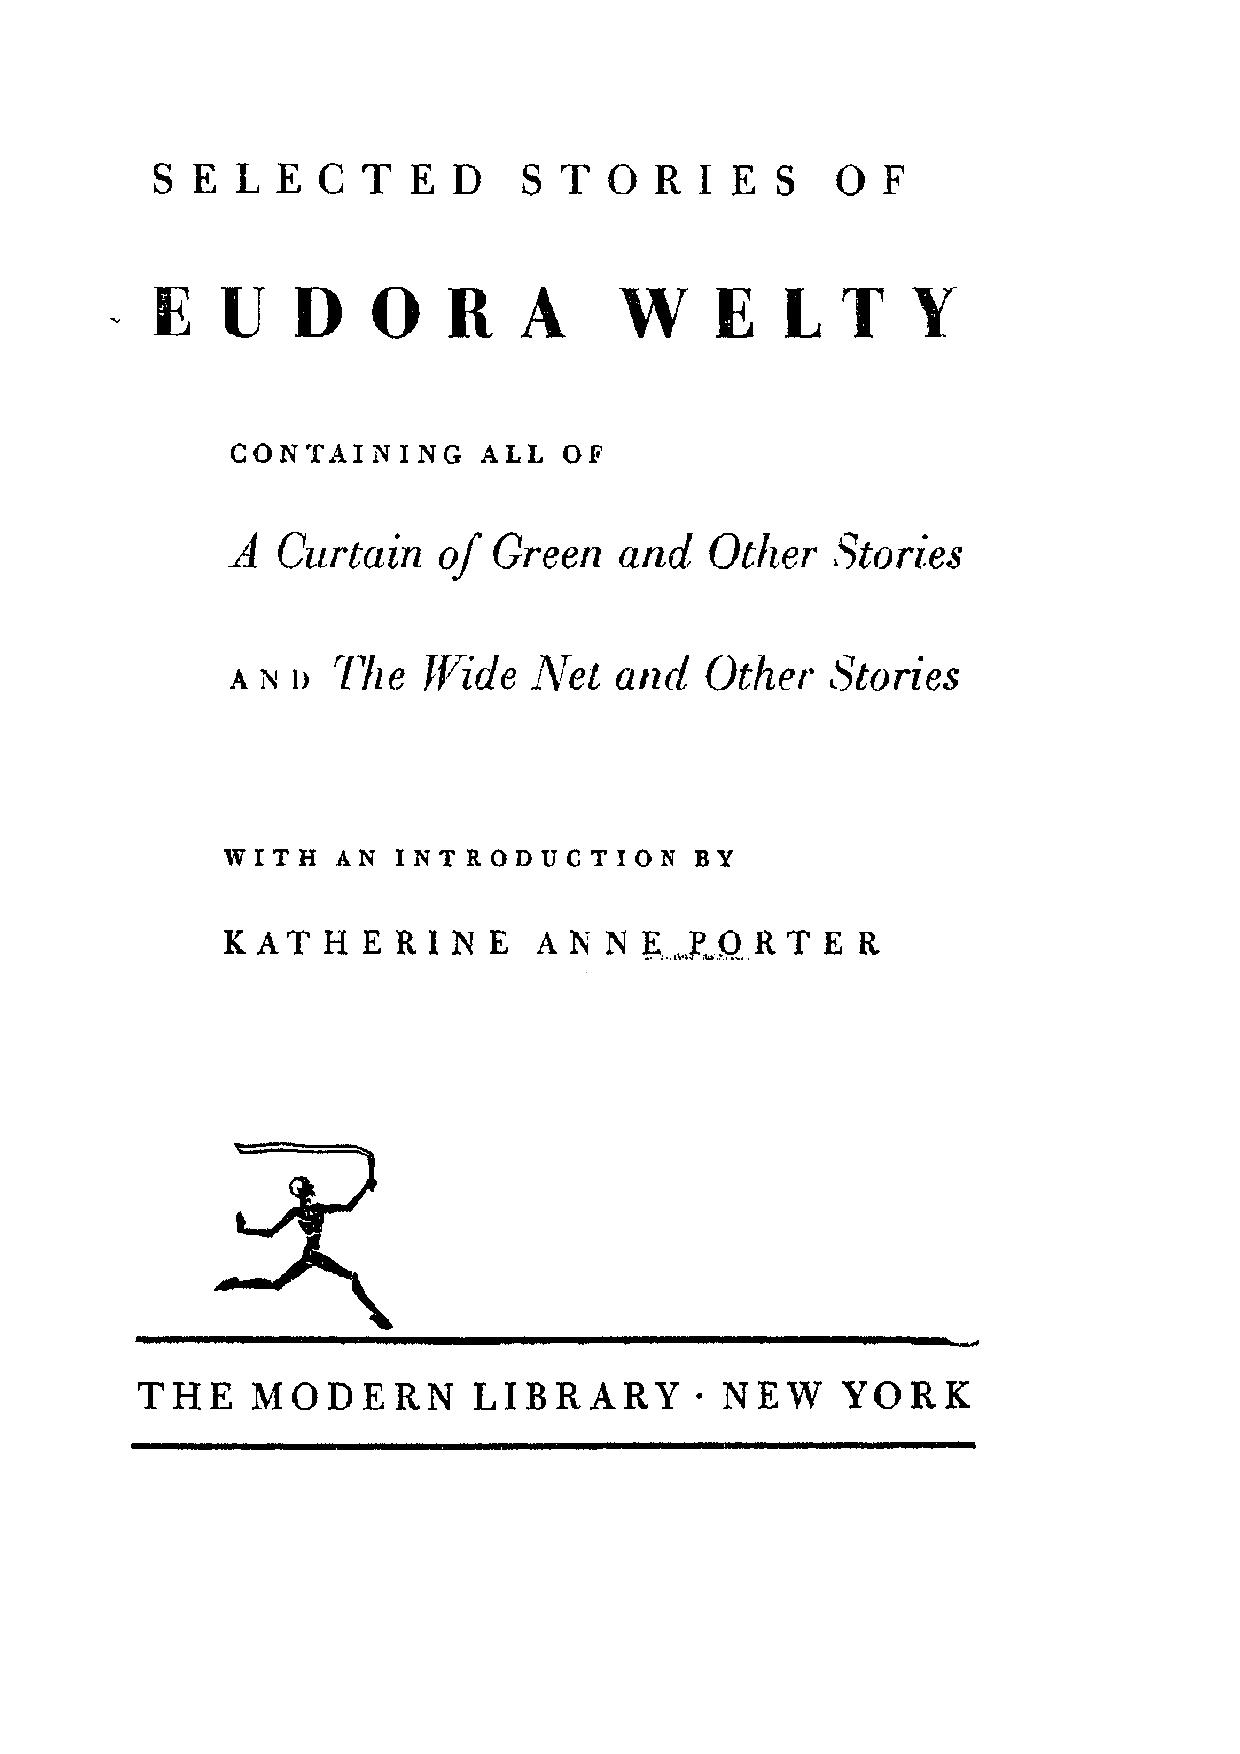 SELECTED STORIES OF
EUDORA WELTY
CONTAINING ALL OF
A Curtain of Green and Other Stories
AND The Wide Net and Other Stories
WITH AN INTRODUCTION BY
KATHERINE ANNE PORTER
THE MODERN LIBRARY · NEW YORK